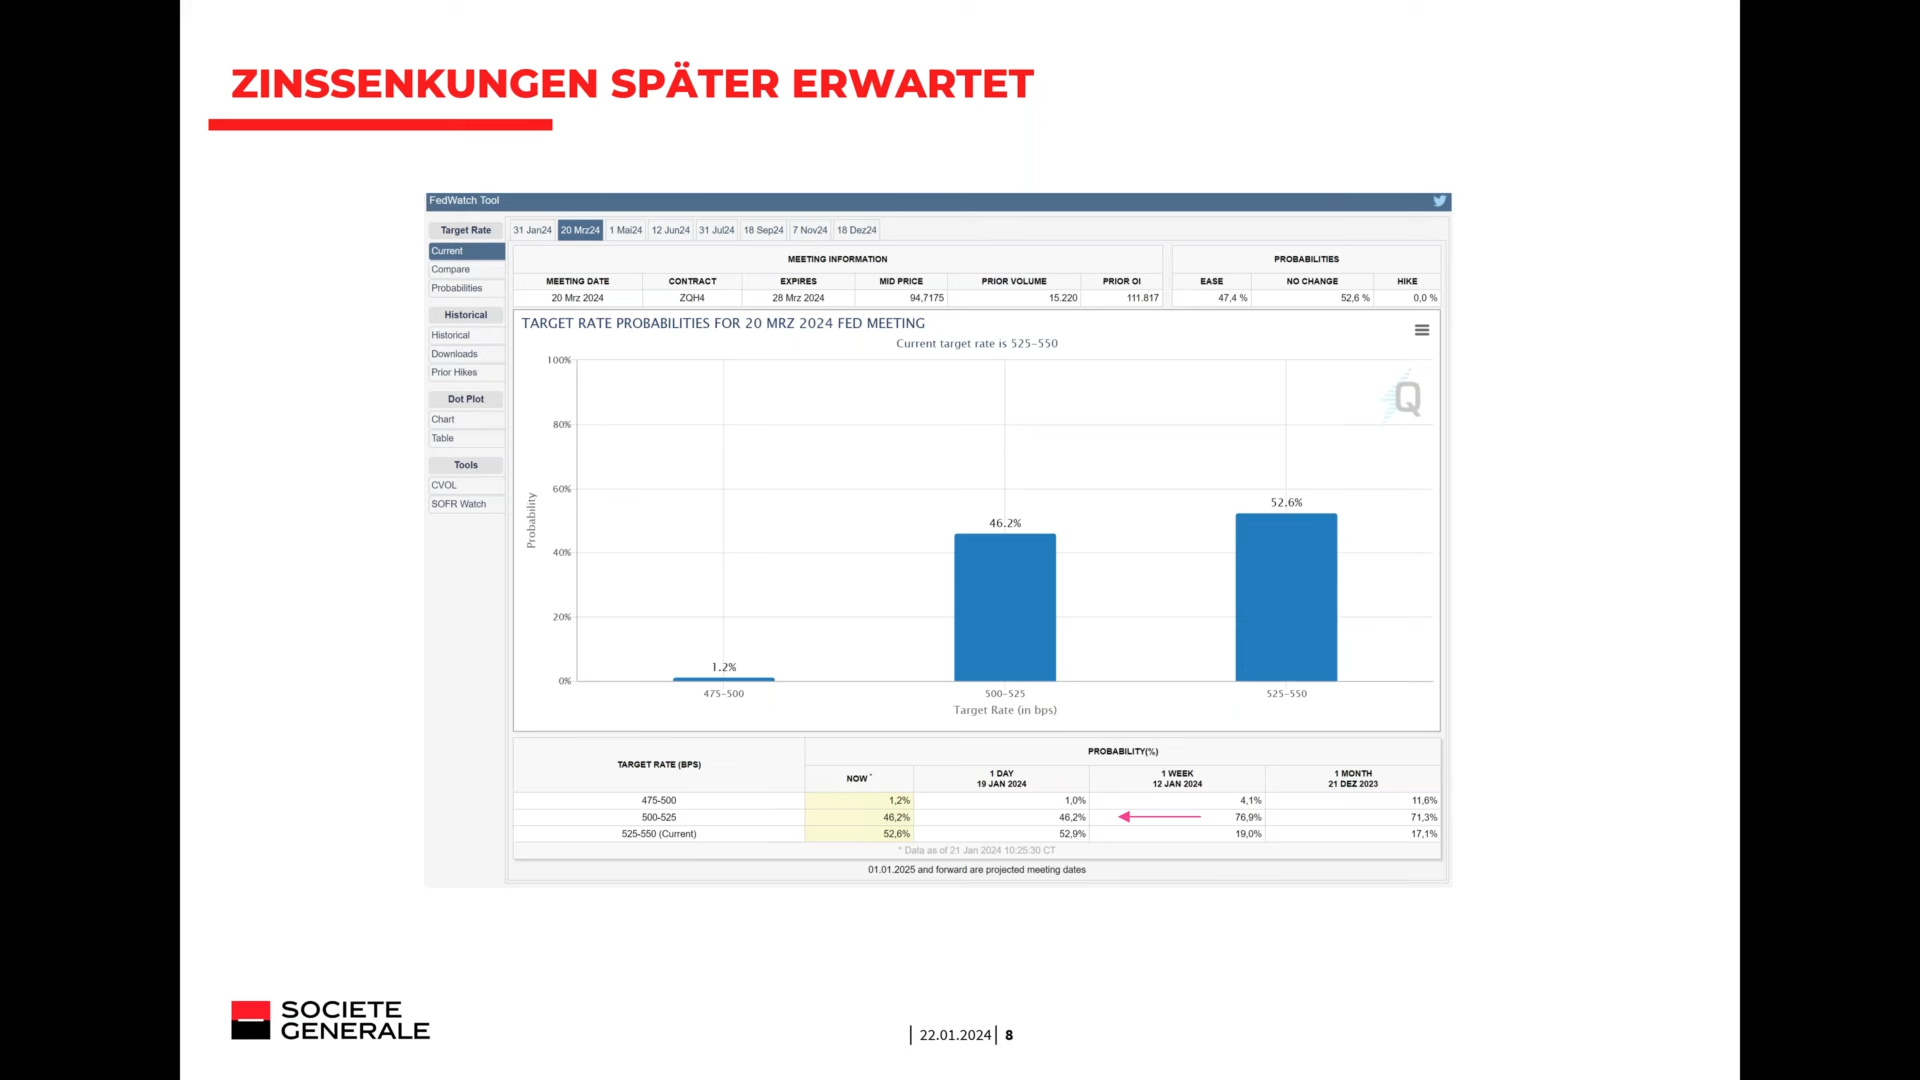 ZINSSENKUNGEN SPÄTER ERWARTET
FedWatch Tool
Target Rate
Current
Compare
Probabilities
Historical
Historical
Downloads
Prior Hikes
Dot Plot
Chart
Table
Tools
CVOL
SOFR Watch
31 Jan24 20 Mrz24 1 Mai24 12 Jun24 31 Jul24 18 Sep24 7 Nov24 18 Dez24
MEETING INFORMATION
MEETING DATE CONTRACT EXPIRES MID PRICE PRIOR VOLUME PRIOR OI
20 Mrz 2024 ZQH4 28 Mrz 2024 94,7175 15.220 111.817
PROBABILITIES
EASE NO CHANGE HIKE
47,4 % 52,6 % 0,0 %
TARGET RATE PROBABILITIES FOR 20 MRZ 2024 FED MEETING
Current target rate is 525-550
Q
Probability
100%
80%
60%
40%
20%
0%
1.2%
46.2%
52.6%
475-500 500-525 525-550
Target Rate (in bps)
TARGET RATE (BPS) PROBABILITY(%)
NOW * 1 DAY 19 JAN 2024 1 WEEK 12 JAN 2024 1 MONTH 21 DEZ 2023
475-500 1,2% 1,0% 4,1% 11,6%
500-525 46,2% 46,2% 76,9% 71,3%
525-550 (Current) 52,6% 52,9% 19,0% 17,1%
* Data as of 21 Jan 2024 10:25:30 CT
01.01.2025 and forward are projected meeting dates
SOCIETE
GENERALE
| 22.01.2024 | 8